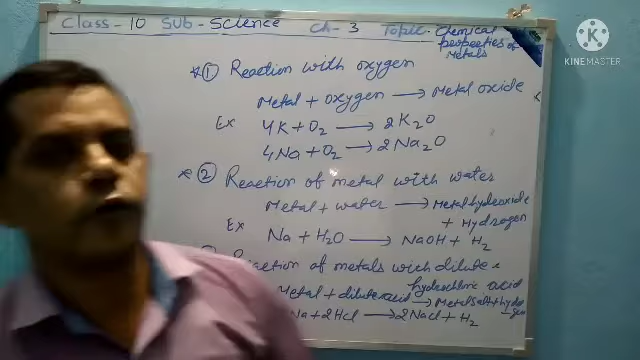 Class - 10 Sub - Science Ch - 3 Topic - Chemical
properties of
Metals
KINEMASTER
*① Reaction with oxygen
Metal + oxygen → Metal oxide
Ex 4K + O2 → 2K2O
4Na + O2 → 2Na2O
*② Reaction of metal with water
Metal + water → Metal hydroxide
+ Hydrogen
Ex Na + H2O → NaOH + H2
of metals with dilute
hydrochloric acid
Metal + dilute acid → Metal salt + hydro
gen
Na + 2HCl → 2NaCl + H2